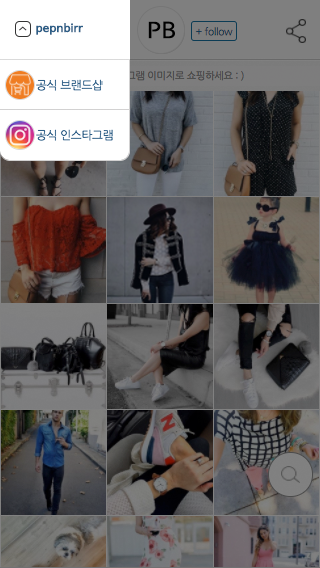 pepnbirr
PB
+ follow
공식 브랜드샵
그램 이미지로 쇼핑하세요 : )
공식 인스타그램